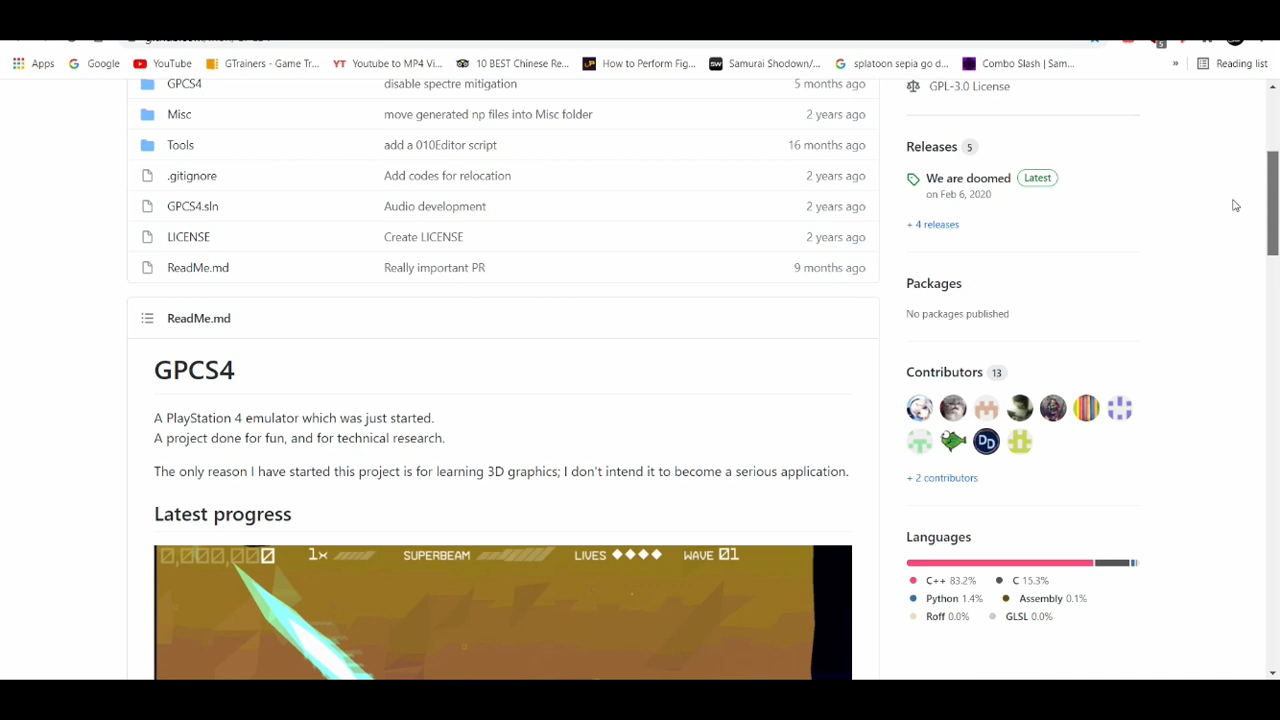 Apps Google YouTube GTrainers - Game Tr... Youtube to MP4 Vi... 10 BEST Chinese Re... How to Perform Fig... Samurai Shodown/... splatoon sepia go d... Combo Slash | Sam... » Reading list
GPCS4 disable spectre mitigation 5 months ago
Misc move generated np files into Misc folder 2 years ago
Tools add a 010Editor script 16 months ago
.gitignore Add codes for relocation 2 years ago
GPCS4.sln Audio development 2 years ago
LICENSE Create LICENSE 2 years ago
ReadMe.md Really important PR 9 months ago
ReadMe.md
GPCS4
A PlayStation 4 emulator which was just started.
A project done for fun, and for technical research.
The only reason I have started this project is for learning 3D graphics; I don't intend it to become a serious application.
Latest progress
0,000,000 1x SUPERBEAM LIVES WAVE 01
GPL-3.0 License
Releases 5
We are doomed Latest
on Feb 6, 2020
+ 4 releases
Packages
No packages published
Contributors 13
DD
+ 2 contributors
Languages
C++ 83.2% C 15.3%
Python 1.4% Assembly 0.1%
Roff 0.0% GLSL 0.0%